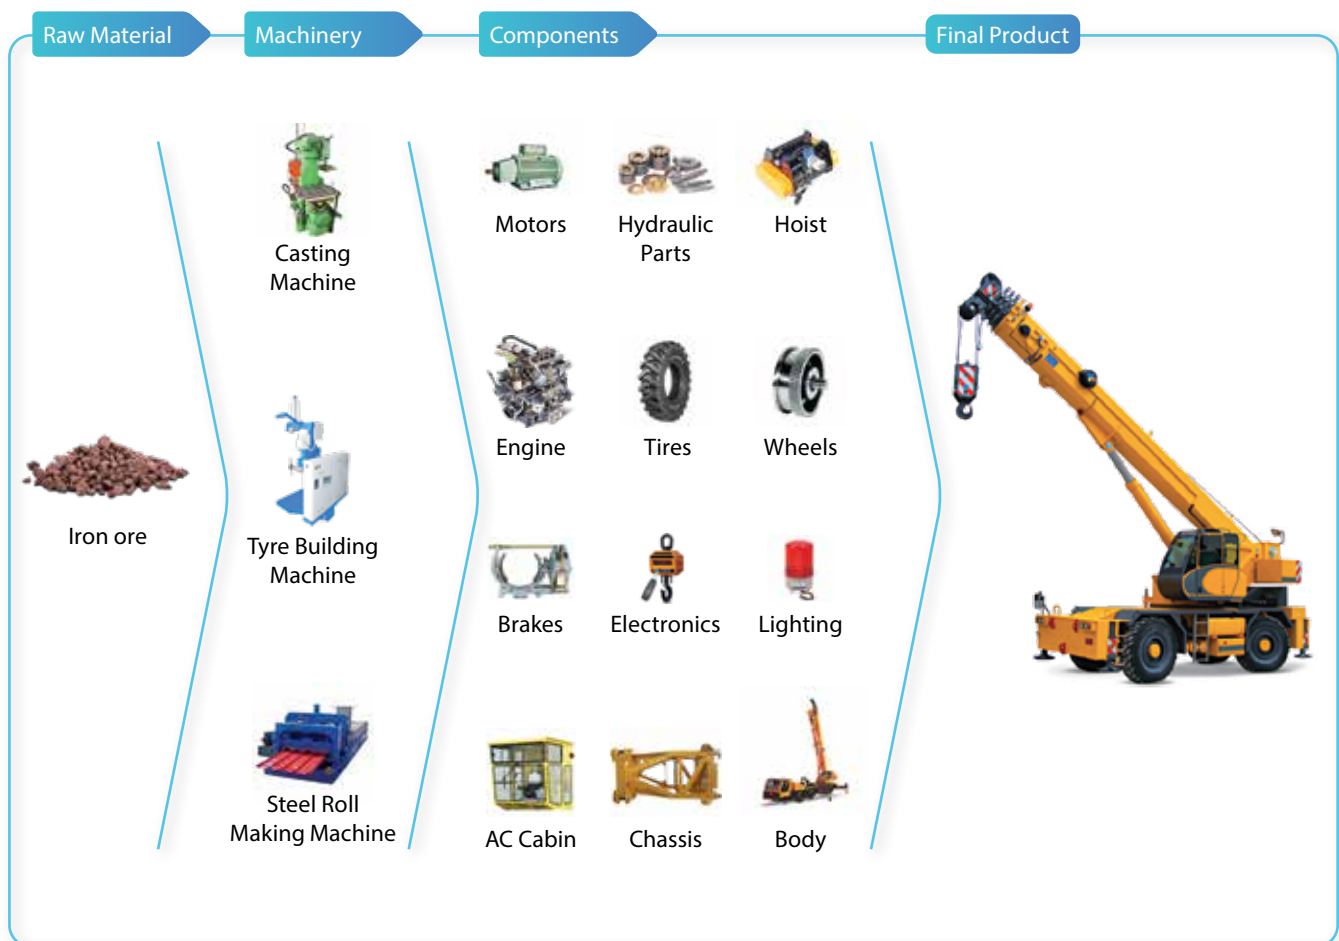 Raw Material
Machinery
Components
Final Product
Iron ore
Casting
Machine
Tyre Building
Machine
Steel Roll
Making Machine
Motors
Hydraulic
Parts
Hoist
Engine
Tires
Wheels
Brakes
Electronics
Lighting
AC Cabin
Chassis
Body